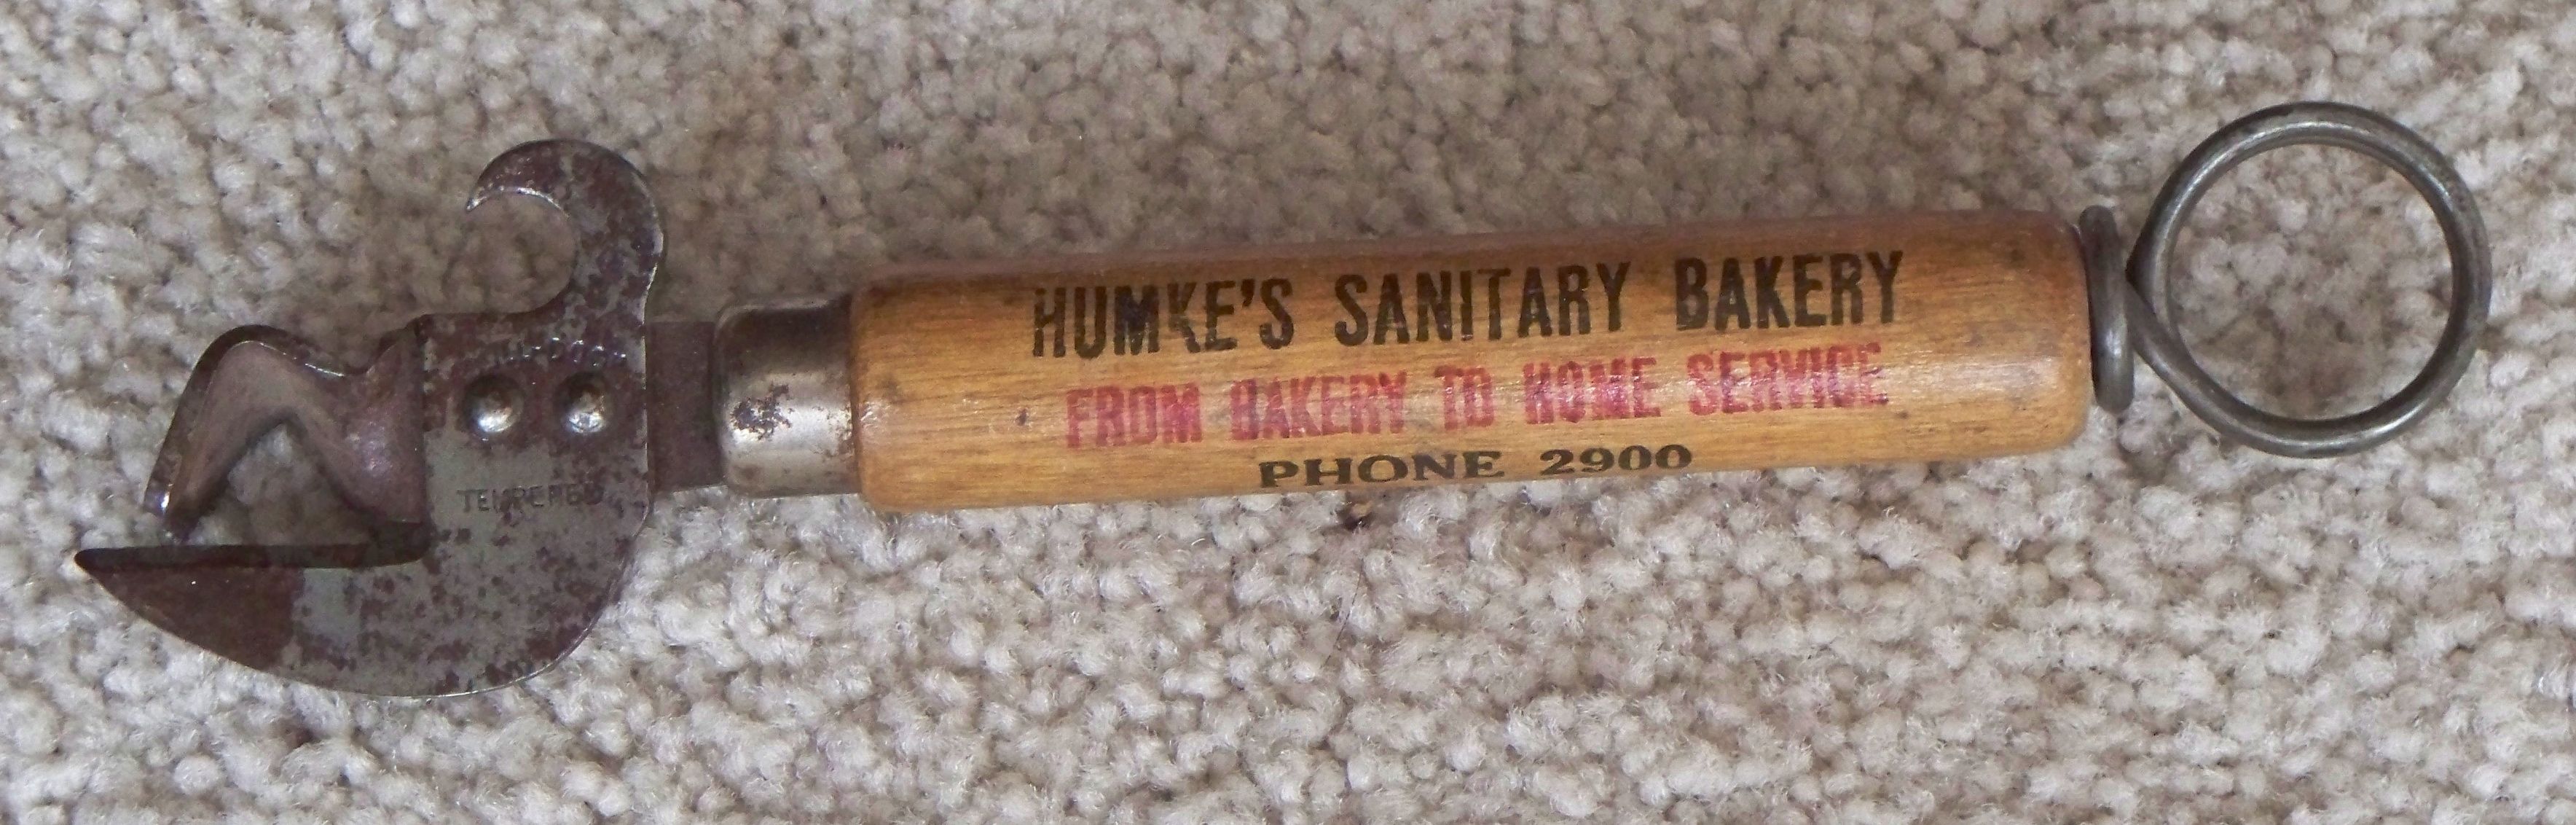 HUMKE'S SANITARY BAKERY
FROM BAKERY TO HOME SERVICE
PHONE 2900
TEMPERED